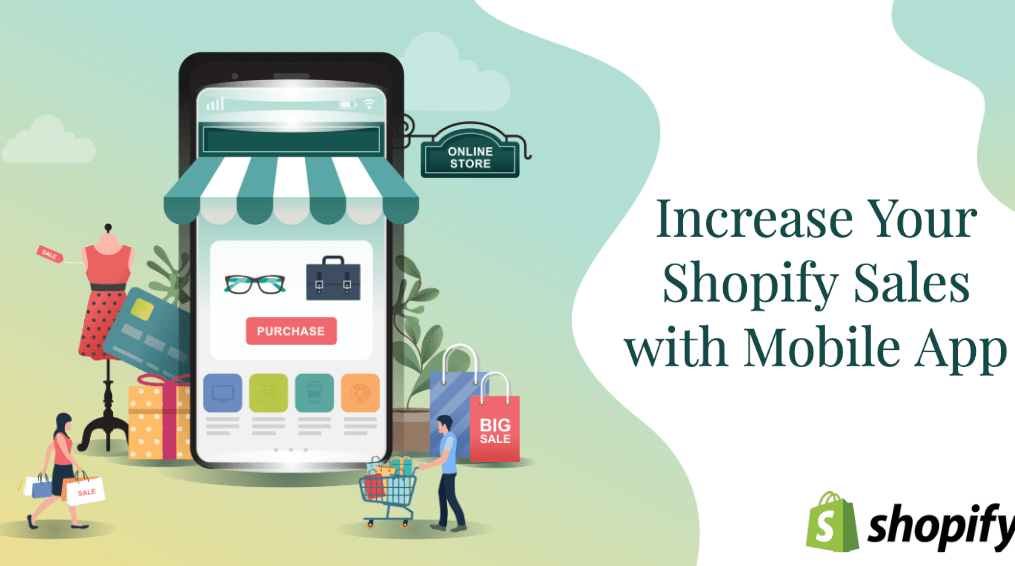 ONLINE
STORE
SALE
PURCHASE
BIG
SALE
SALE
Increase Your
Shopify Sales
with Mobile App
shopify